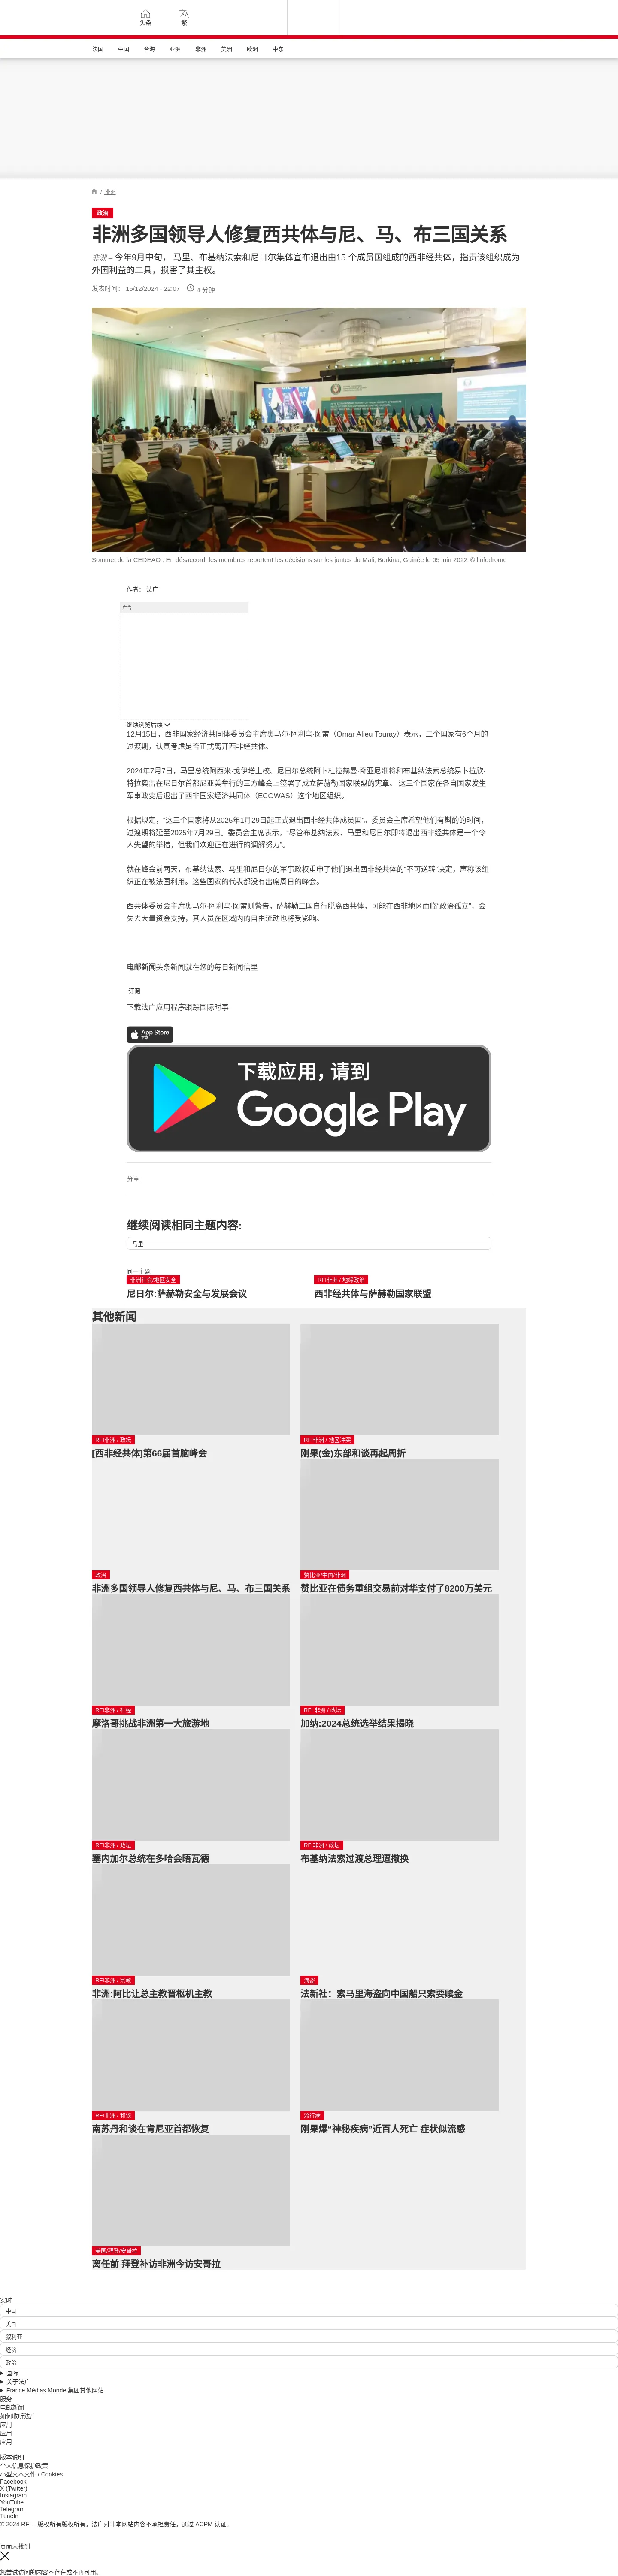 头条
繁
法国
中国
台海
亚洲
非洲
美洲
欧洲
中东
/ 非洲
政治
非洲多国领导人修复西共体与尼、马、布三国关系
非洲 – 今年9月中旬， 马里、布基纳法索和尼日尔集体宣布退出由15 个成员国组成的西非经共体，指责该组织成为
外国利益的工具，损害了其主权。
发表时间： 15/12/2024 - 22:07
4 分钟
Sommet de la CEDEAO : En désaccord, les membres reportent les décisions sur les juntes du Mali, Burkina, Guinée le 05 juin 2022 © linfodrome
作者： 法广
广告
继续浏览后续
12月15日，西非国家经济共同体委员会主席奥马尔·阿利乌·图雷（Omar Alieu Touray）表示，三个国家有6个月的
过渡期，认真考虑是否正式离开西非经共体。
2024年7月7日，马里总统阿西米·戈伊塔上校、尼日尔总统阿卜杜拉赫曼·奇亚尼准将和布基纳法索总统易卜拉欣·
特拉奥雷在尼日尔首都尼亚美举行的三方峰会上签署了成立萨赫勒国家联盟的宪章。 这三个国家在各自国家发生
军事政变后退出了西非国家经济共同体（ECOWAS）这个地区组织。
根据规定，“这三个国家将从2025年1月29日起正式退出西非经共体成员国”。委员会主席希望他们有斟酌的时间，
过渡期将延至2025年7月29日。委员会主席表示，“尽管布基纳法索、马里和尼日尔即将退出西非经共体是一个令
人失望的举措，但我们欢迎正在进行的调解努力”。
就在峰会前两天，布基纳法索、马里和尼日尔的军事政权重申了他们退出西非经共体的“不可逆转”决定，声称该组
织正在被法国利用。这些国家的代表都没有出席周日的峰会。
西共体委员会主席奥马尔·阿利乌·图雷则警告，萨赫勒三国自行脱离西共体，可能在西非地区面临“政治孤立”，会
失去大量资金支持，其人员在区域内的自由流动也将受影响。
电邮新闻头条新闻就在您的每日新闻信里
订阅
下载法广应用程序跟踪国际时事
App Store
下载
下载应用，请到
Google Play
分享 :
继续阅读相同主题内容:
马里
同一主题
非洲社会/地区安全
尼日尔:萨赫勒安全与发展会议
RFI非洲 / 地缘政治
西非经共体与萨赫勒国家联盟
其他新闻
RFI非洲 / 政坛
[西非经共体]第66届首脑峰会
RFI非洲 / 地区冲突
刚果(金)东部和谈再起周折
政治
非洲多国领导人修复西共体与尼、马、布三国关系
赞比亚/中国/非洲
赞比亚在债务重组交易前对华支付了8200万美元
RFI非洲 / 社经
摩洛哥挑战非洲第一大旅游地
RFI 非洲 / 政坛
加纳:2024总统选举结果揭晓
RFI非洲 / 政坛
塞内加尔总统在多哈会晤瓦德
RFI非洲 / 政坛
布基纳法索过渡总理遭撤换
RFI非洲 / 宗教
非洲:阿比让总主教晋枢机主教
海盗
法新社：索马里海盗向中国船只索要赎金
RFI非洲 / 和谈
南苏丹和谈在肯尼亚首都恢复
流行病
刚果爆“神秘疾病”近百人死亡 症状似流感
美国/拜登/安哥拉
离任前 拜登补访非洲今访安哥拉
实时
中国
美国
叙利亚
经济
政治
国际
关于法广
France Médias Monde 集团其他网站
服务
电邮新闻
如何收听法广
应用
应用
应用
版本说明
个人信息保护政策
小型文本文件 / Cookies
Facebook
X (Twitter)
Instagram
YouTube
Telegram
TuneIn
© 2024 RFI – 版权所有版权所有。法广对非本网站内容不承担责任。通过 ACPM 认证。
页面未找到
您尝试访问的内容不存在或不再可用。